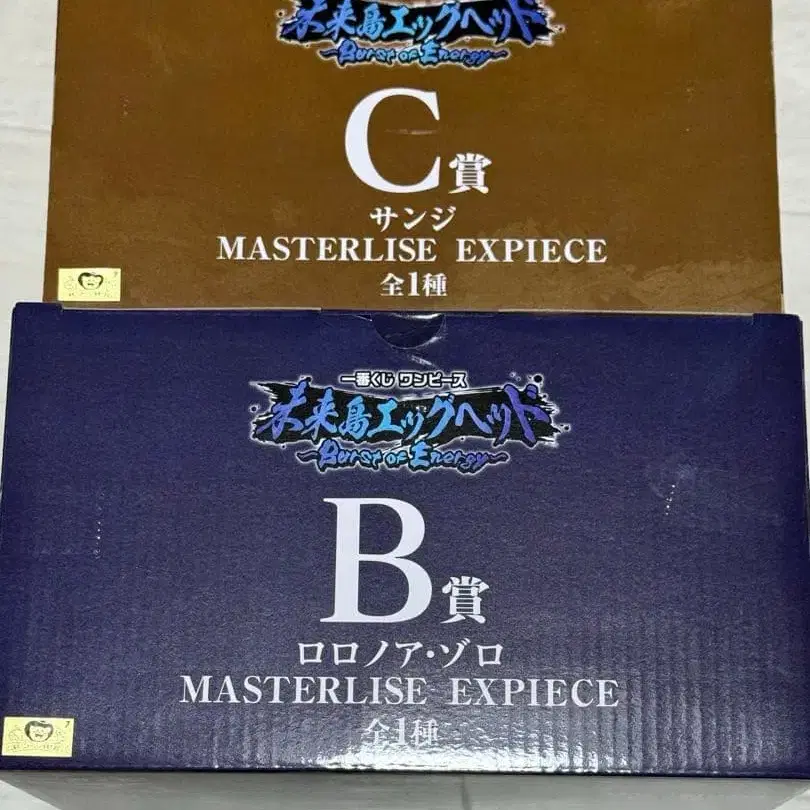 未来島エッグヘッド
～Burst of Energy～
C賞
サンジ
MASTERLISE EXPIECE
全1種
一番くじ ワンピース
未来島エッグヘッド
～Burst of Energy～
B賞
ロロノア・ゾロ
MASTERLISE EXPIECE
全1種